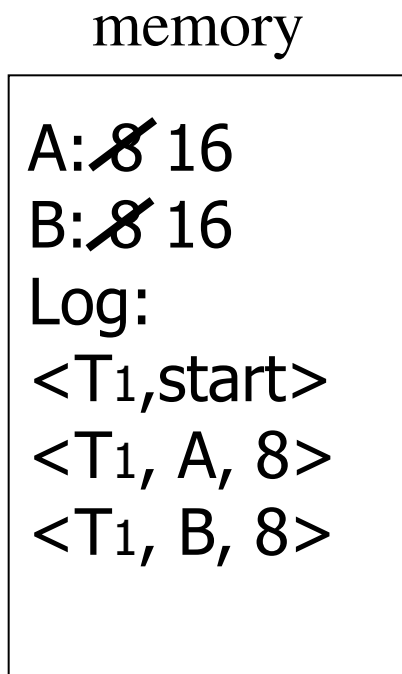 memory
A: 8 16
B: 8 16
Log:
<T1,start>
<T1, A, 8>
<T1, B, 8>